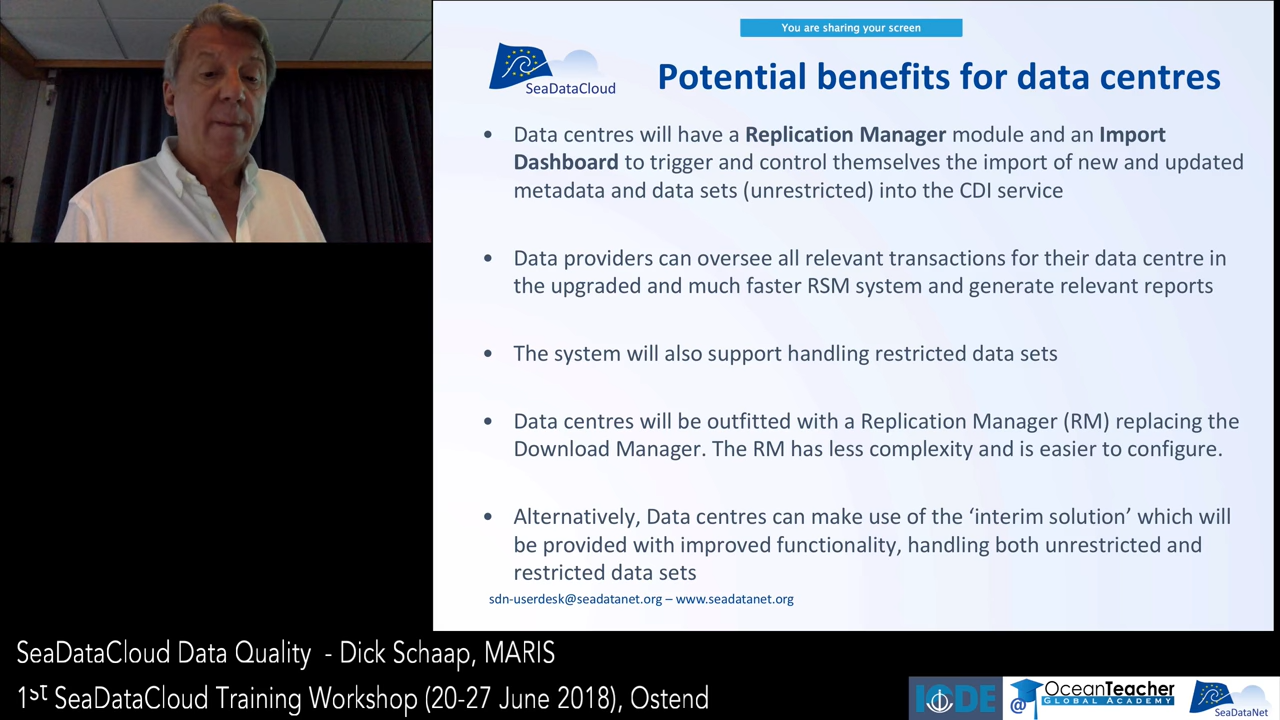 You are sharing your screen
SeaDataCloud
Potential benefits for data centres
• Data centres will have a Replication Manager module and an Import
Dashboard to trigger and control themselves the import of new and updated
metadata and data sets (unrestricted) into the CDI service
• Data providers can oversee all relevant transactions for their data centre in
the upgraded and much faster RSM system and generate relevant reports
• The system will also support handling restricted data sets
• Data centres will be outfitted with a Replication Manager (RM) replacing the
Download Manager. The RM has less complexity and is easier to configure.
• Alternatively, Data centres can make use of the ‘interim solution’ which will
be provided with improved functionality, handling both unrestricted and
restricted data sets
sdn-userdesk@seadatanet.org – www.seadatanet.org
SeaDataCloud Data Quality - Dick Schaap, MARIS
1st SeaDataCloud Training Workshop (20-27 June 2018), Ostend
IODE
@
OceanTeacher
GLOBAL ACADEMY
SeaDataNet